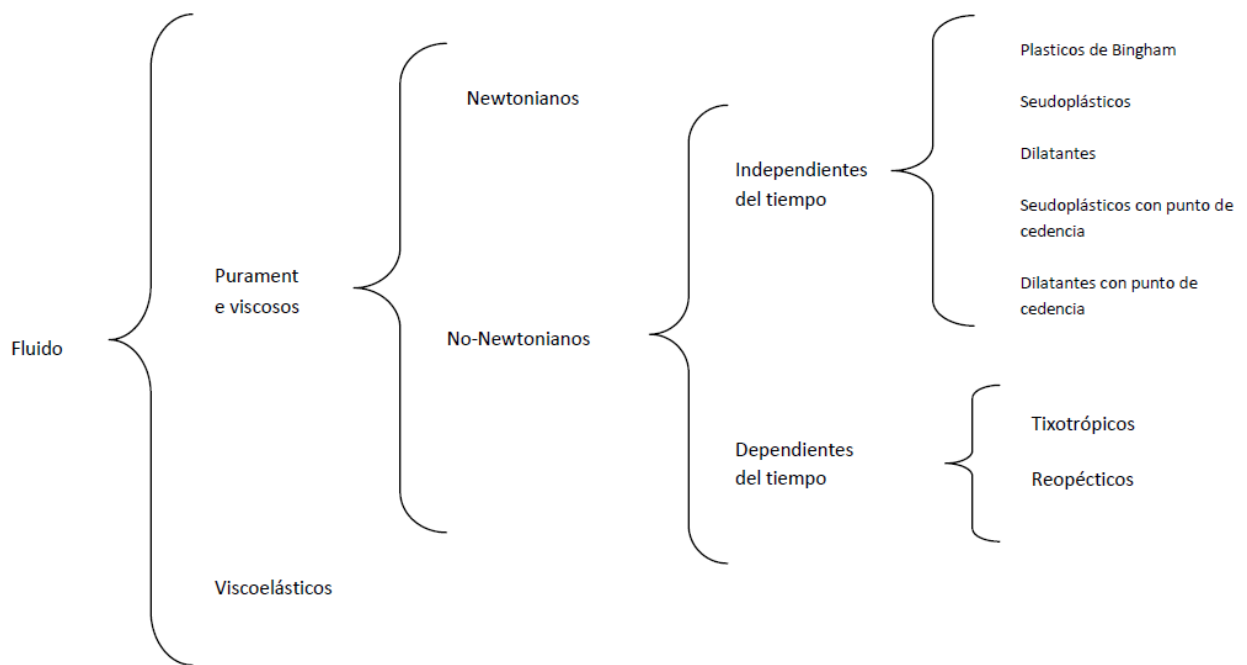 Fluido
Purament
e viscosos
Viscoelásticos
Newtonianos
No-Newtonianos
Independientes
del tiempo
Dependientes
del tiempo
Plasticos de Bingham
Seudoplásticos
Dilatantes
Seudoplásticos con punto de
cedencia
Dilatantes con punto de
cedencia
Tixotrópicos
Reopécticos